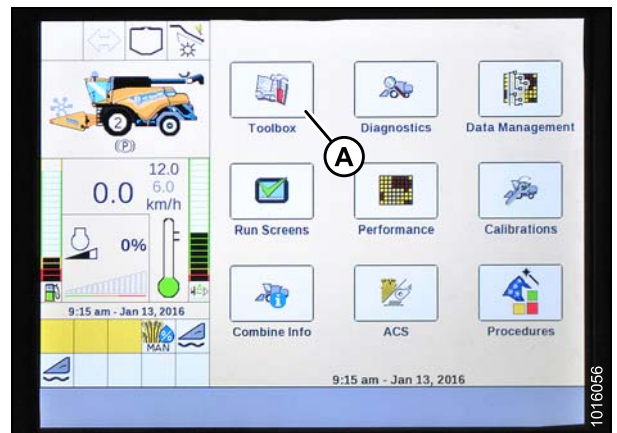 2
(P)
12.0
0.0
6.0
km/h
0%
9:15 am - Jan 13, 2016
MAN
Toolbox
Diagnostics
Data Management
A
Run Screens
Performance
Calibrations
Combine Info
ACS
Procedures
9:15 am - Jan 13, 2016
1016056